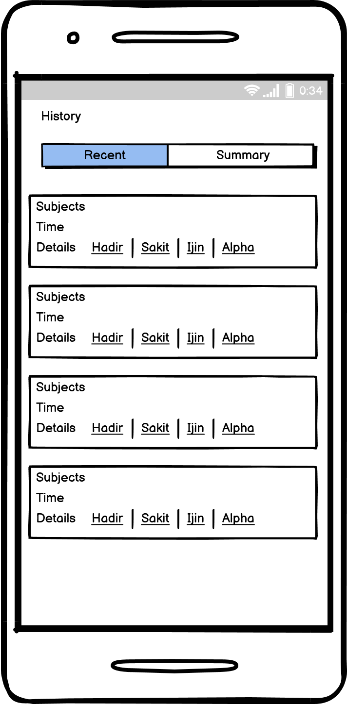 0:34
History
Recent Summary
Subjects
Time
Details Hadir Sakit Ijin Alpha
Subjects
Time
Details Hadir Sakit Ijin Alpha
Subjects
Time
Details Hadir Sakit Ijin Alpha
Subjects
Time
Details Hadir Sakit Ijin Alpha